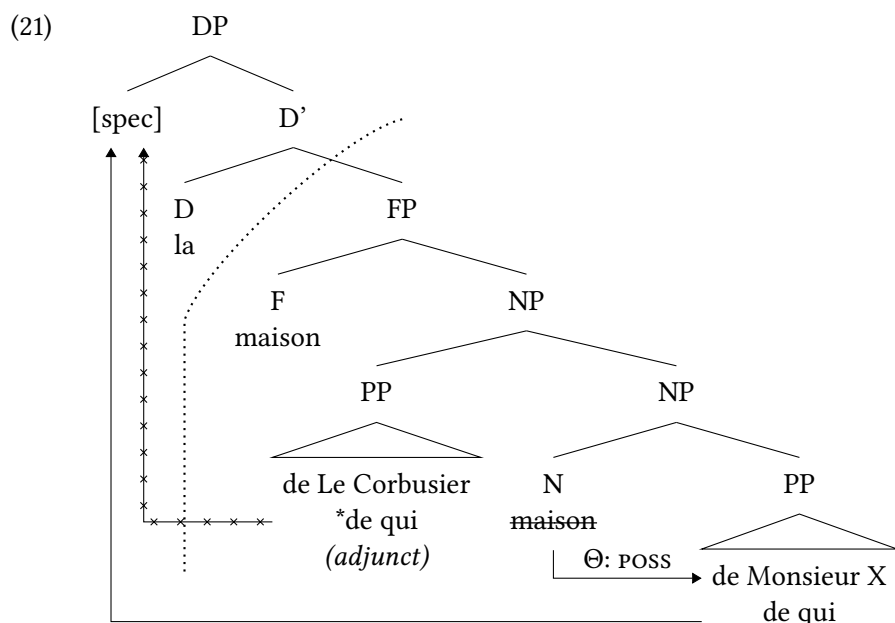 (21) DP
[spec] D’
D FP
la
F NP
maison
PP NP
de Le Corbusier N PP
*de qui maison
(adjunct)
Θ: POSS
de Monsieur X
de qui